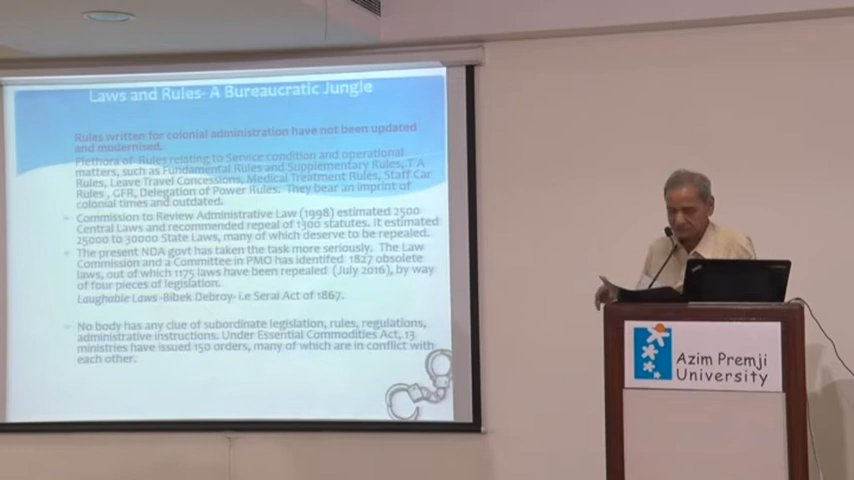 Laws and Rules- A Bureaucratic Jungle
Rules written for colonial administration have not been updated
and modernised.
Plethora of Rules relating to Service condition and operational
matters, such as Fundamental Rules and Supplementary Rules, T A
Rules, Leave Travel Concessions, Medical Treatment Rules, Staff Car
Rules , GFR, Delegation of Power Rules. They bear an imprint of
colonial times and outdated.
Commission to Review Administrative Law (1998) estimated 2500
Central Laws and recommended repeal of 1300 statutes. It estimated
25000 to 30000 State Laws, many of which deserve to be repealed.
The present NDA govt has taken the task more seriously. The Law
Commission and a Committee in PMO has identifed 1827 obsolete
laws, out of which 1175 laws have been repealed (July 2016), by way
of four pieces of legislation.
Laughable Laws -Bibek Debroy- i.e Serai Act of 1867.
No body has any clue of subordinate legislation, rules, regulations,
administrative instructions. Under Essential Commodities Act, 13
ministries have issued 150 orders, many of which are in conflict with
each other.
Azim Premji
University